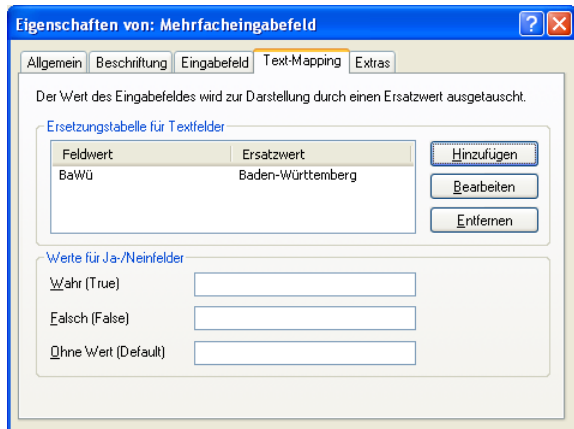 Eigenschaften von: Mehrfacheingabefeld
Allgemein Beschriftung Eingabefeld Text-Mapping Extras
Der Wert des Eingabefeldes wird zur Darstellung durch einen Ersatzwert ausgetauscht.
Ersetzungstabelle für Textfelder
Feldwert Ersatzwert
BaWü Baden-Württemberg
Hinzufügen
Bearbeiten
Entfernen
Werte für Ja-/Neinfelder
Wahr (True)
Falsch (False)
Ohne Wert (Default)